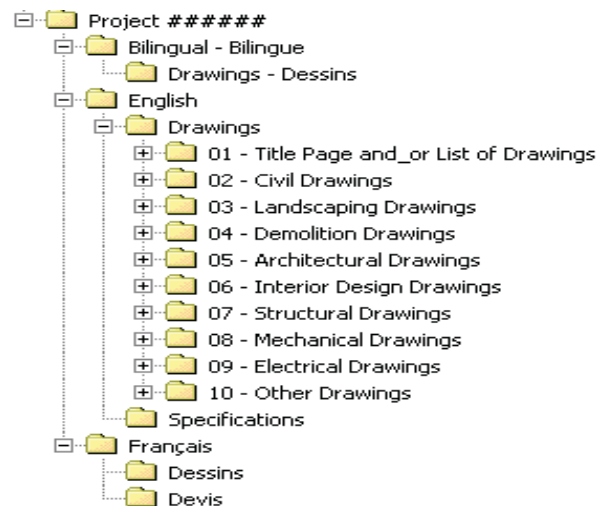 Project ######
Bilingual - Bilingue
Drawings - Dessins
English
Drawings
01 - Title Page and_or List of Drawings
02 - Civil Drawings
03 - Landscaping Drawings
04 - Demolition Drawings
05 - Architectural Drawings
06 - Interior Design Drawings
07 - Structural Drawings
08 - Mechanical Drawings
09 - Electrical Drawings
10 - Other Drawings
Specifications
Français
Dessins
Devis